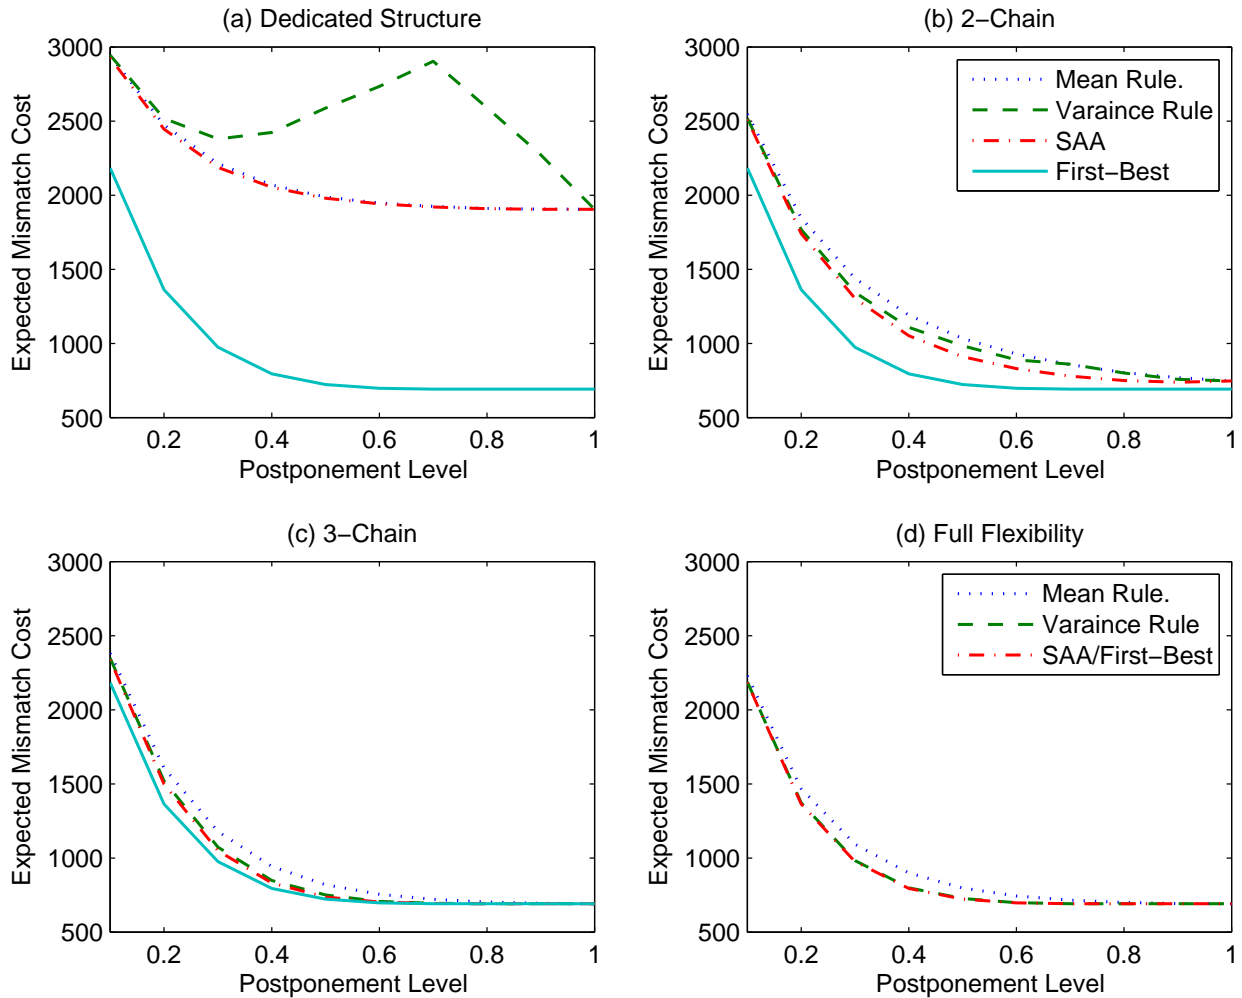 (a) Dedicated Structure
3000
2500
2000
1500
1000
500
0.2
0.4
0.6
0.8
1
Expected Mismatch Cost
Postponement Level
(b) 2−Chain
3000
2500
2000
1500
1000
500
0.2
0.4
0.6
0.8
1
Expected Mismatch Cost
Postponement Level
Mean Rule.
Varaince Rule
SAA
First−Best
(c) 3−Chain
3000
2500
2000
1500
1000
500
0.2
0.4
0.6
0.8
1
Expected Mismatch Cost
Postponement Level
(d) Full Flexibility
3000
2500
2000
1500
1000
500
0.2
0.4
0.6
0.8
1
Expected Mismatch Cost
Postponement Level
Mean Rule.
Varaince Rule
SAA/First−Best